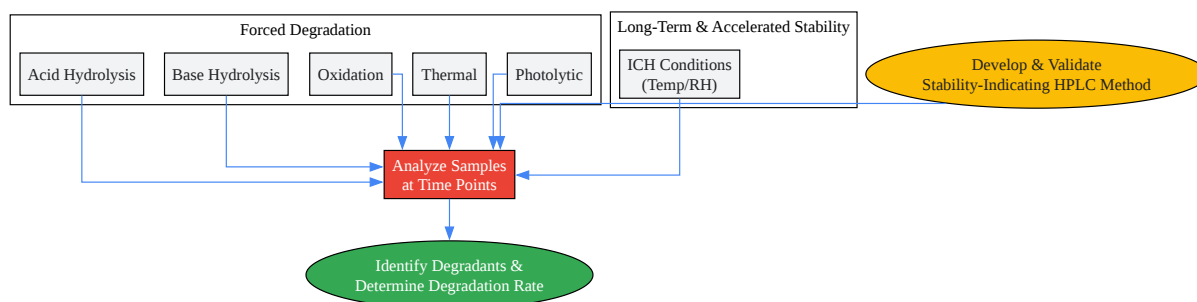 Forced Degradation
Acid Hydrolysis
Base Hydrolysis
Oxidation
Thermal
Photolytic
Long-Term & Accelerated Stability
ICH Conditions
(Temp/RH)
Develop & Validate
Stability-Indicating HPLC Method
Analyze Samples
at Time Points
Identify Degradants &
Determine Degradation Rate